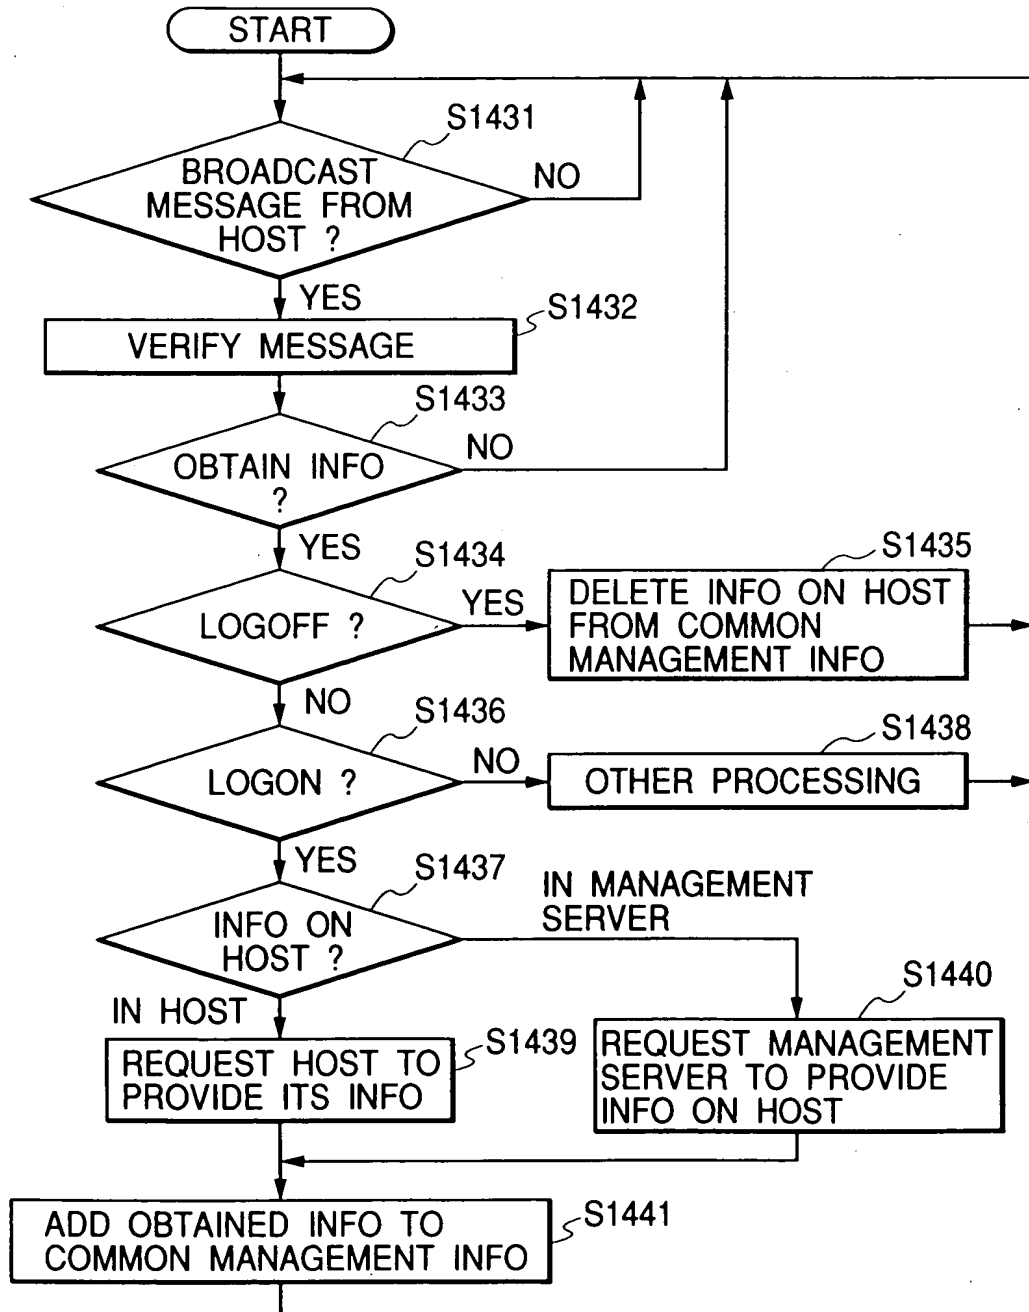 START
S1431
BROADCAST
MESSAGE FROM
HOST ?
NO
YES
S1432
VERIFY MESSAGE
S1433
OBTAIN INFO
?
NO
YES
S1434
LOGOFF ?
YES
S1435
DELETE INFO ON HOST
FROM COMMON
MANAGEMENT INFO
NO
S1436
LOGON ?
NO
S1438
OTHER PROCESSING
YES
S1437
INFO ON
HOST ?
IN MANAGEMENT
SERVER
IN HOST
S1439
REQUEST HOST TO
PROVIDE ITS INFO
S1440
REQUEST MANAGEMENT
SERVER TO PROVIDE
INFO ON HOST
S1441
ADD OBTAINED INFO TO
COMMON MANAGEMENT INFO